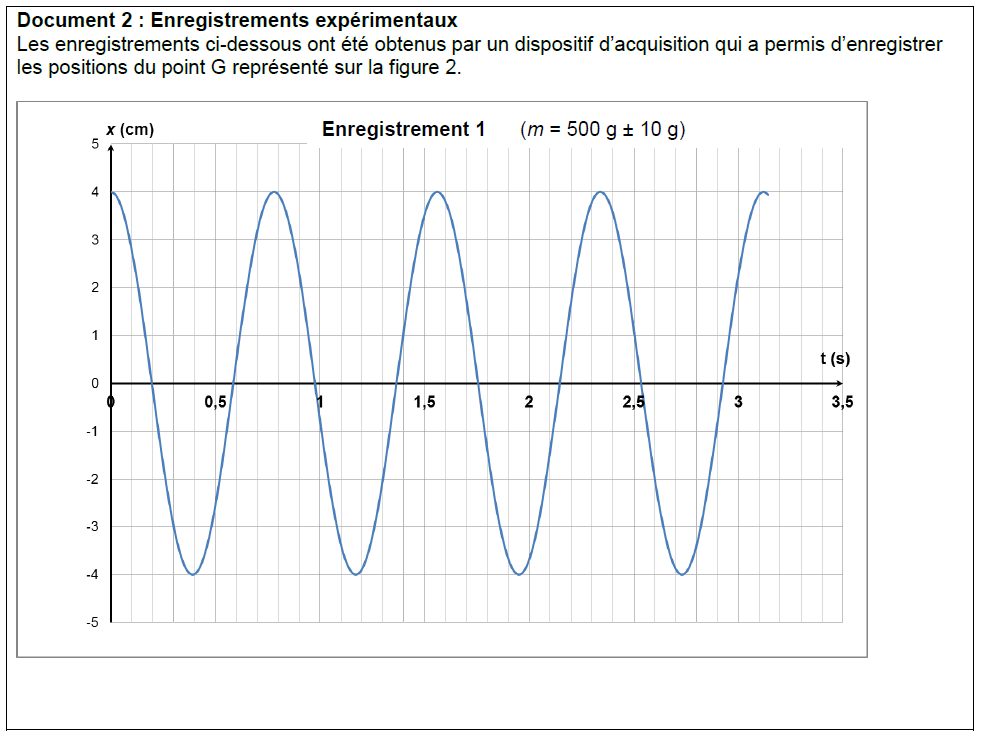 Document 2 : Enregistrements expérimentaux
Les enregistrements ci-dessous ont été obtenus par un dispositif d’acquisition qui a permis d’enregistrer
les positions du point G représenté sur la figure 2.
x (cm)
Enregistrement 1 (m = 500 g ± 10 g)
5
4
3
2
1
t (s)
0
0 0,5 1 1,5 2 2,5 3 3,5
-1
-2
-3
-4
-5